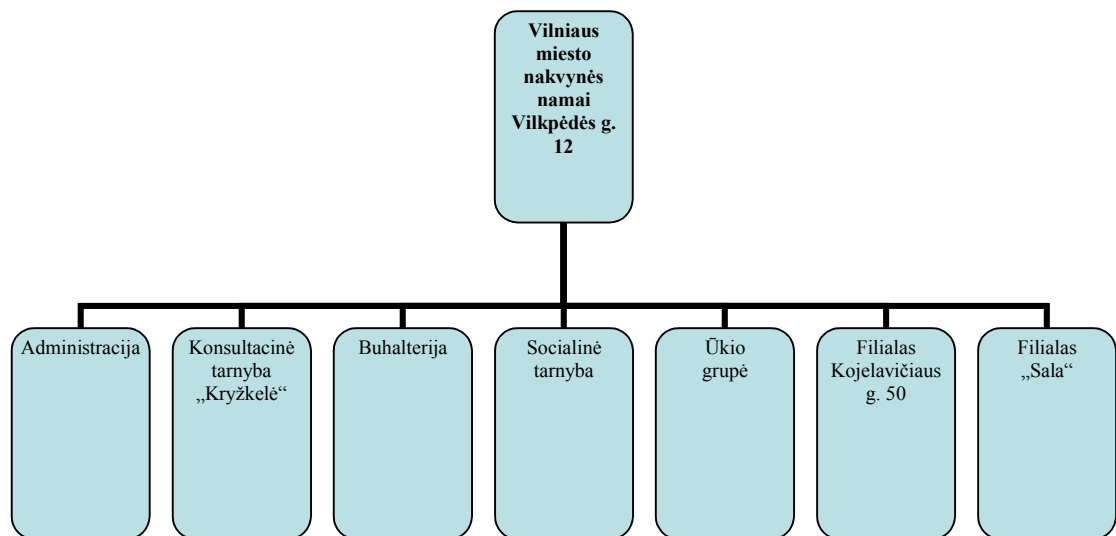 Vilniaus
miesto
nakvynės
namai
Vilkpėdės g.
12
Administracija
Konsultacinė
tarnyba
„Kryžkelė“
Buhalterija
Socialinė
tarnyba
Ūkio
grupė
Filialas
Kojelavičiaus
g. 50
Filialas
„Sala“